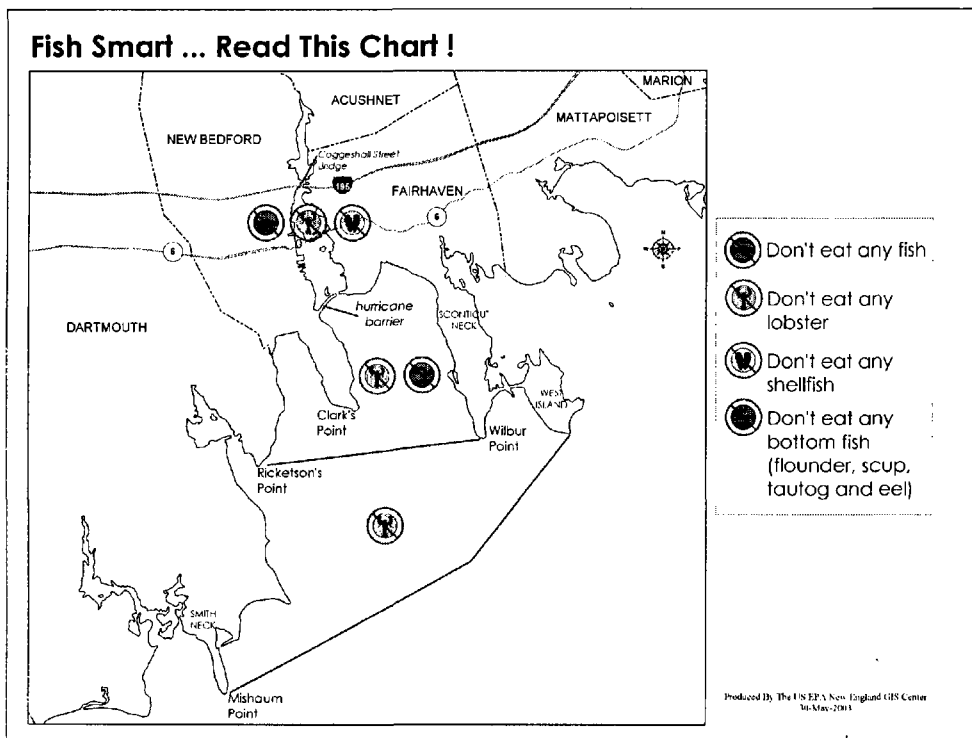 Fish Smart ... Read This Chart !
MARION
ACUSHNET
MATTAPOISETT
NEW BEDFORD
Coggeshall Street
bridge
195
FAIRHAVEN
6
6
DARTMOUTH
hurricane
barrier
SCONTICUT
NECK
WEST
ISLAND
Clark's
Point
Wilbur
Point
Ricketson's
Point
SMITH
NECK
Mishaum
Point
Don't eat any fish
Don't eat any
lobster
Don't eat any
shellfish
Don't eat any
bottom fish
(flounder, scup,
tautog and eel)
Produced By The US EPA New England GIS Center
30-May-2003